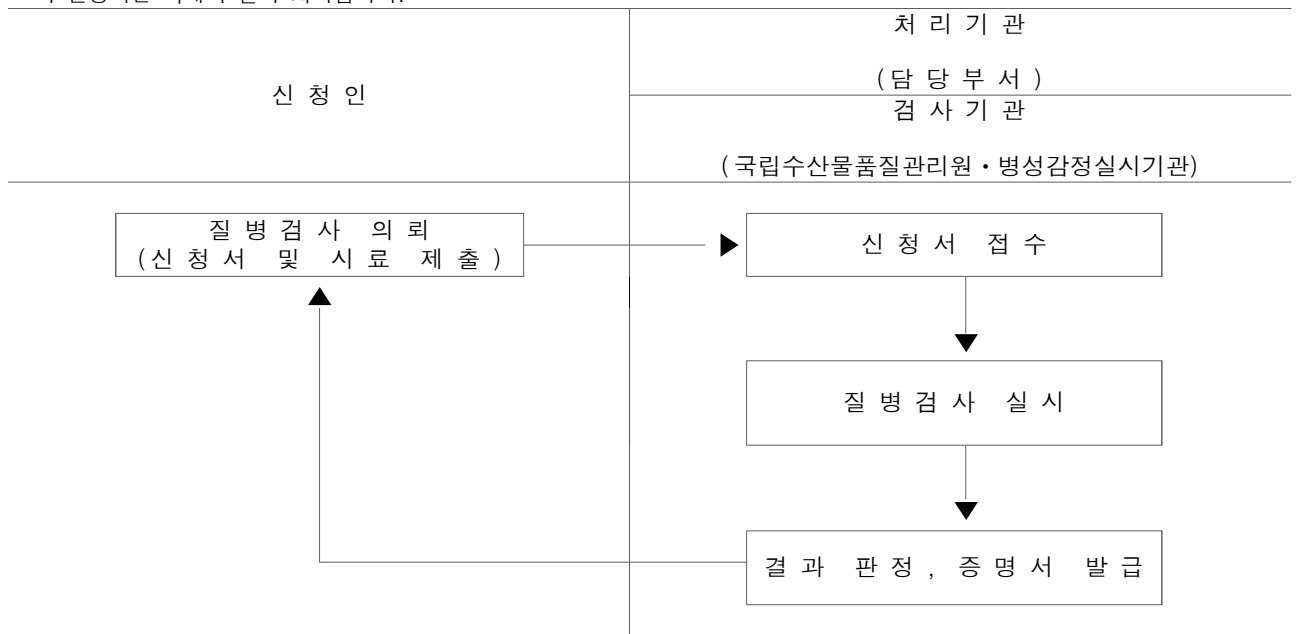 신 청 인
처 리 기 관
(담 당 부 서)
검 사 기 관
(국립수산물품질관리원・병성감정실시기관)
질 병 검 사 의 뢰
(신 청 서 및 시 료 제 출)
신 청 서 접 수
질 병 검 사 실 시
결 과 판 정 , 증 명 서 발 급